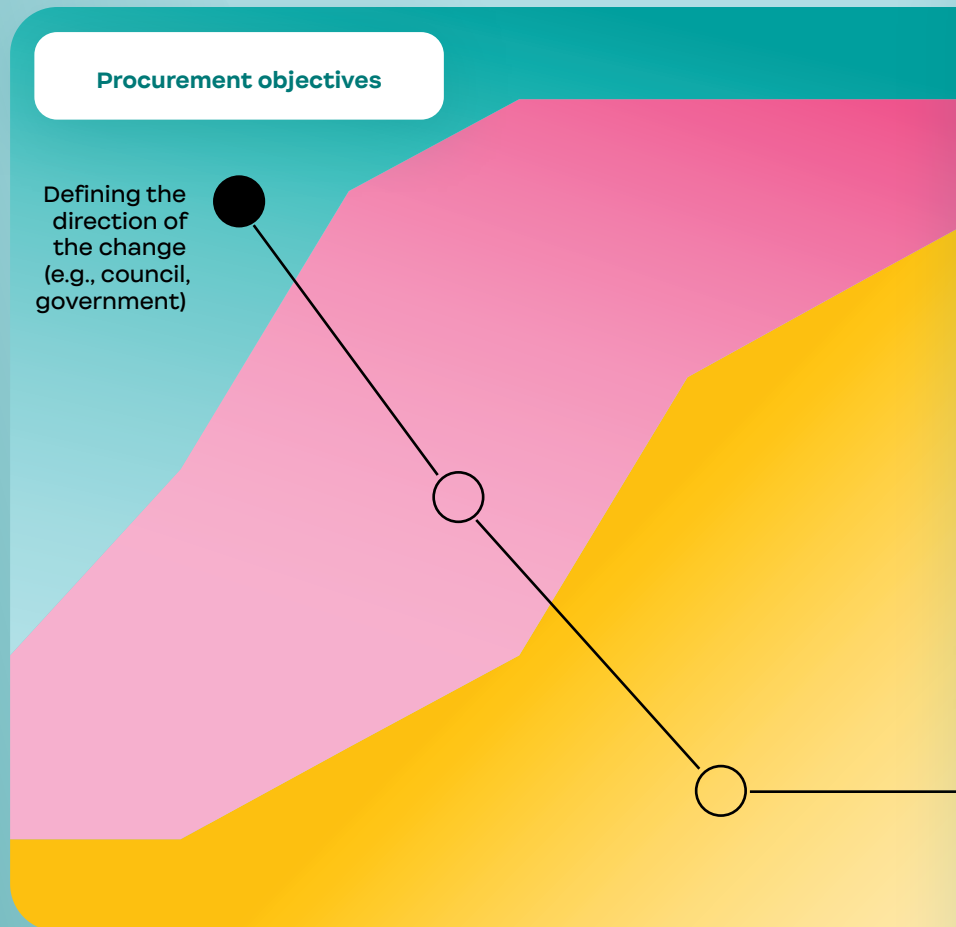 Procurement objectives
Defining the
direction of
the change
(e.g., council,
government)